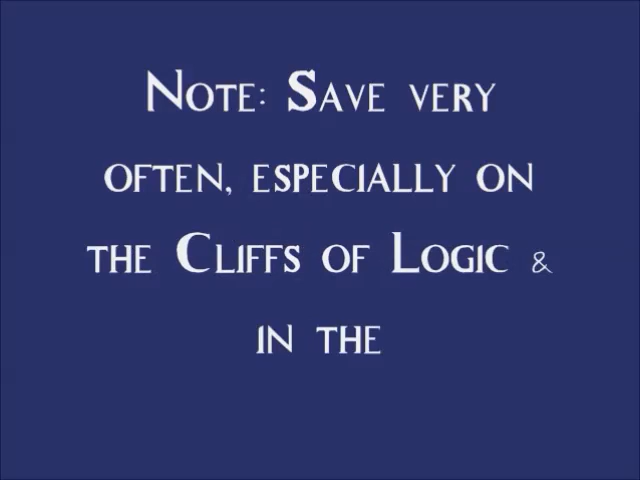 Note: Save very
often, especially on
the Cliffs of Logic &
in the